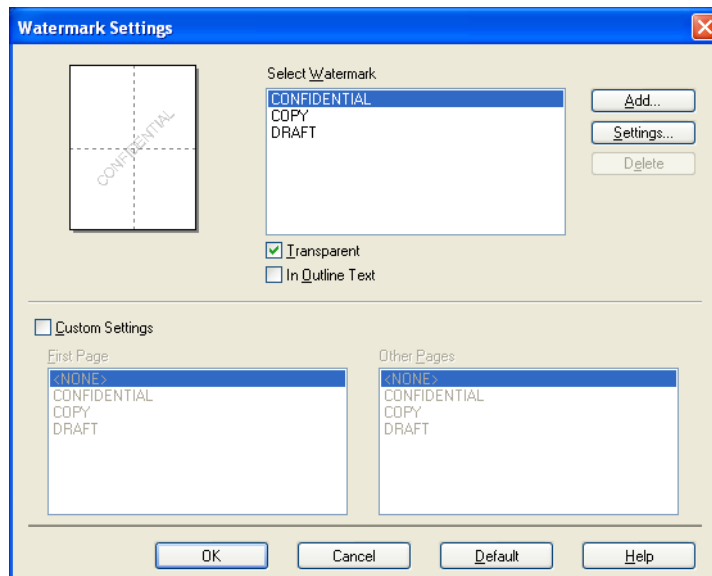 Watermark Settings
CONFIDENTIAL
Select Watermark
CONFIDENTIAL
COPY
DRAFT
Add...
Settings...
Delete
Transparent
In Outline Text
Custom Settings
First Page
<NONE>
CONFIDENTIAL
COPY
DRAFT
Other Pages
<NONE>
CONFIDENTIAL
COPY
DRAFT
OK Cancel Default Help